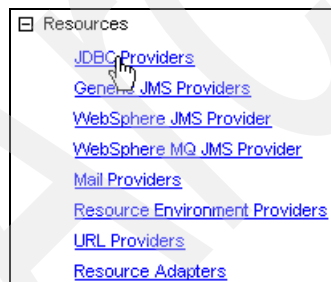 Resources
JDBC Providers
Generic JMS Providers
WebSphere JMS Provider
WebSphere MQ JMS Provider
Mail Providers
Resource Environment Providers
URL Providers
Resource Adapters